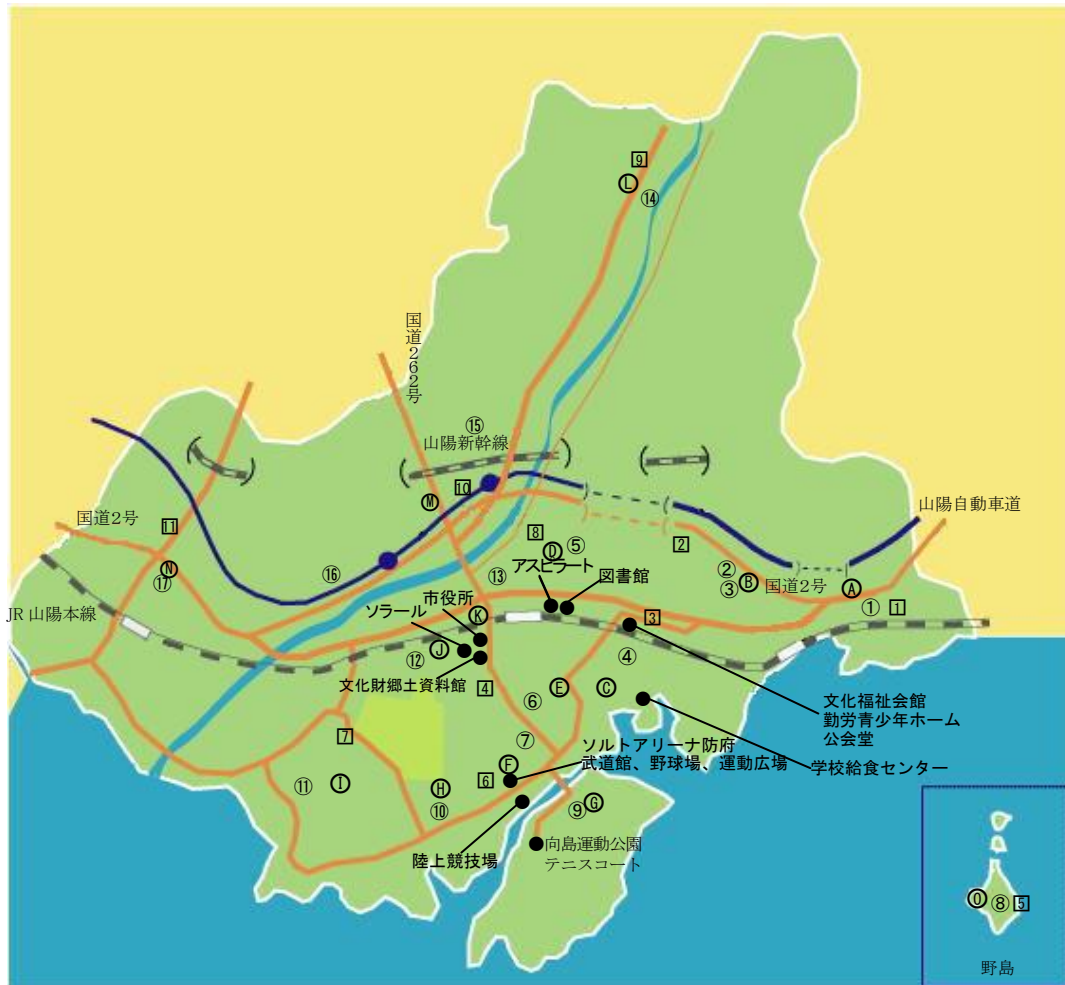 9
Ⓛ
⑭
国道262号
⑮
山陽新幹線
10
Ⓜ
国道2号
11
Ⓝ
⑰
⑯
JR 山陽本線
山陽自動車道
8
Ⓓ
⑤
2
②
③
Ⓑ
国道2号
Ⓐ
①
1
⑬
アスピラート
図書館
市役所
ソラール
Ⓚ
3
Ⓙ
⑫
④
文化財郷土資料館
4
⑥
Ⓔ
Ⓒ
文化福祉会館
勤労青少年ホーム
公会堂
7
⑦
ソルトアリーナ防府
武道館、野球場、運動広場
学校給食センター
Ⓕ
6
⑪
Ⓘ
Ⓗ
⑩
⑨
Ⓖ
陸上競技場
向島運動公園
テニスコート
Ⓞ
⑧
5
野島